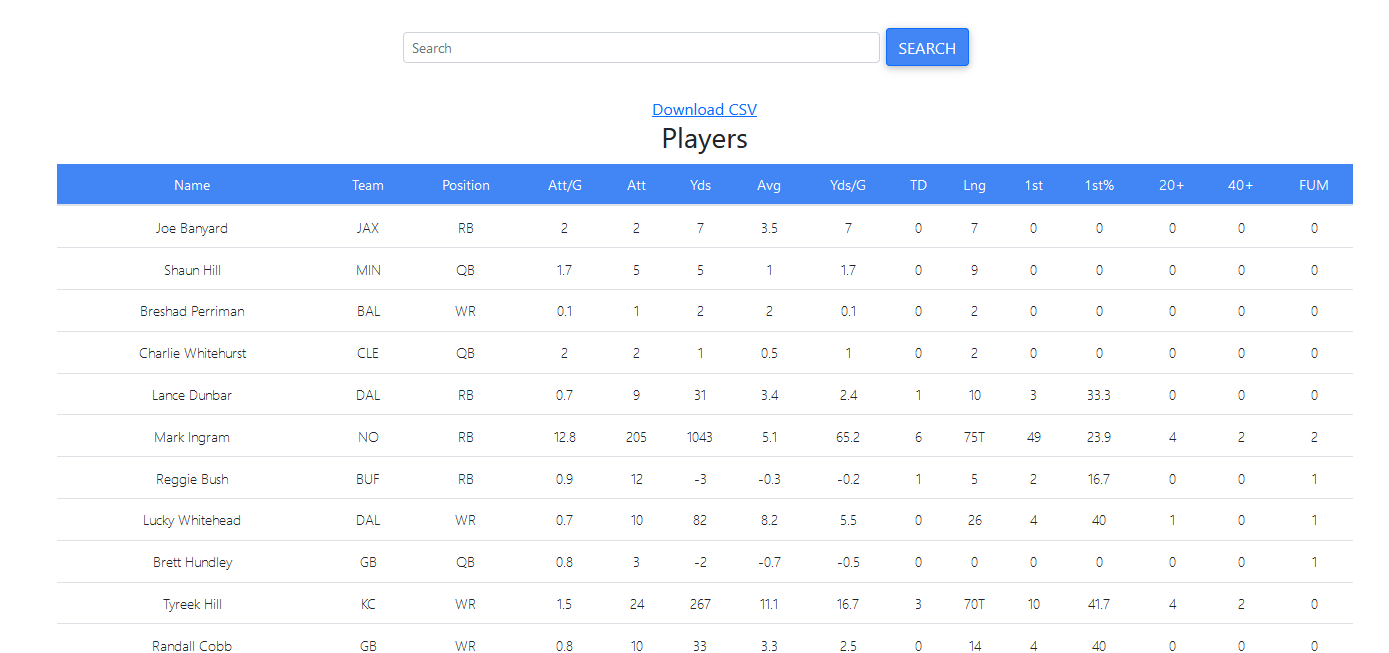 Search SEARCH
Download CSV
Players
Name Team Position Att/G Att Yds Avg Yds/G TD Lng 1st 1st% 20+ 40+ FUM
Joe Banyard JAX RB 2 2 7 3.5 7 0 7 0 0 0 0 0
Shaun Hill MIN QB 1.7 5 5 1 1.7 0 9 0 0 0 0 0
Breshad Perriman BAL WR 0.1 1 2 2 0.1 0 2 0 0 0 0 0
Charlie Whitehurst CLE QB 2 2 1 0.5 1 0 2 0 0 0 0 0
Lance Dunbar DAL RB 0.7 9 31 3.4 2.4 1 10 3 33.3 0 0 0
Mark Ingram NO RB 12.8 205 1043 5.1 65.2 6 75T 49 23.9 4 2 2
Reggie Bush BUF RB 0.9 12 -3 -0.3 -0.2 1 5 2 16.7 0 0 1
Lucky Whitehead DAL WR 0.7 10 82 8.2 5.5 0 26 4 40 1 0 1
Brett Hundley GB QB 0.8 3 -2 -0.7 -0.5 0 0 0 0 0 0 1
Tyreek Hill KC WR 1.5 24 267 11.1 16.7 3 70T 10 41.7 4 2 0
Randall Cobb GB WR 0.8 10 33 3.3 2.5 0 14 4 40 0 0 0